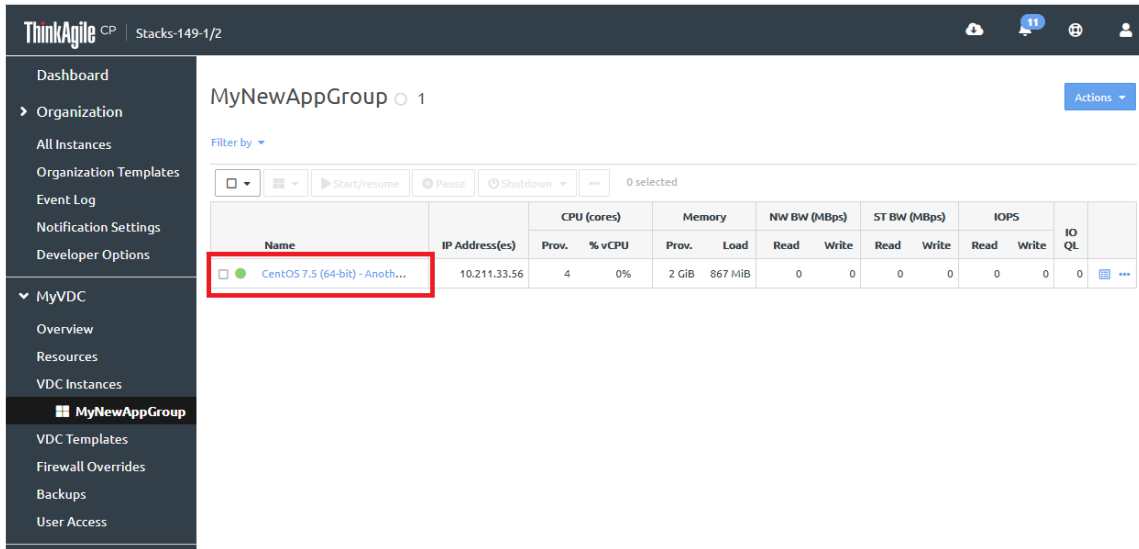 ThinkAgile CP | Stacks-149-1/2
11
Dashboard
Organization
All Instances
Organization Templates
Event Log
Notification Settings
Developer Options
MyVDC
Overview
Resources
VDC Instances
MyNewAppGroup
VDC Templates
Firewall Overrides
Backups
User Access
MyNewAppGroup 1
Actions
Filter by
Start/resume Pause Shutdown 0 selected
CPU (cores) Memory NW BW (MBps) ST BW (MBps) IOPS IO QL
Name IP Address(es) Prov. % vCPU Prov. Load Read Write Read Write Read Write
CentOS 7.5 (64-bit) - Anoth... 10.211.33.56 4 0% 2 GiB 867 MiB 0 0 0 0 0 0 0